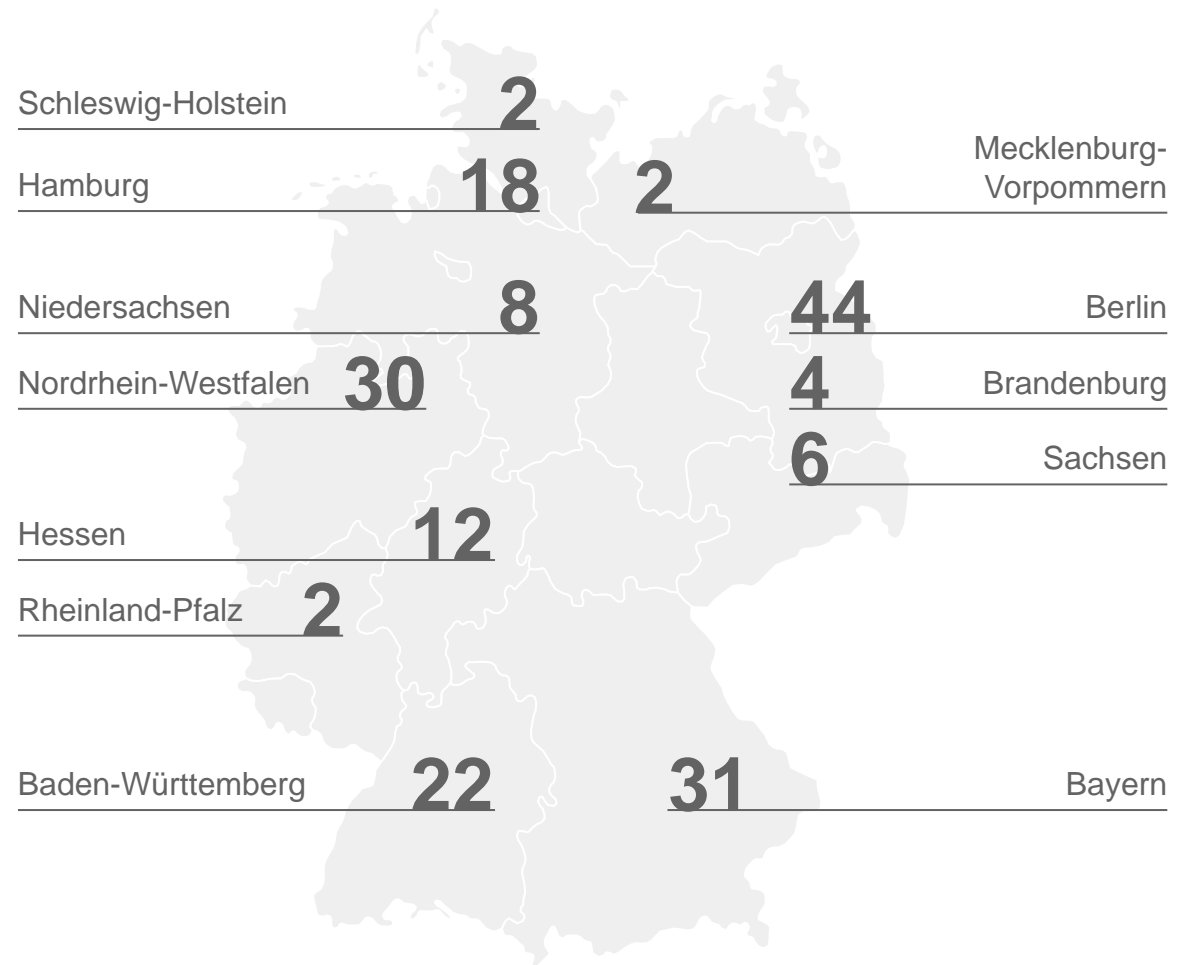 Schleswig-Holstein 2
Hamburg 18
Mecklenburg-
Vorpommern 2
Niedersachsen 8
44 Berlin
Nordrhein-Westfalen 30
4 Brandenburg
6 Sachsen
Hessen 12
Rheinland-Pfalz 2
Baden-Württemberg 22
31 Bayern